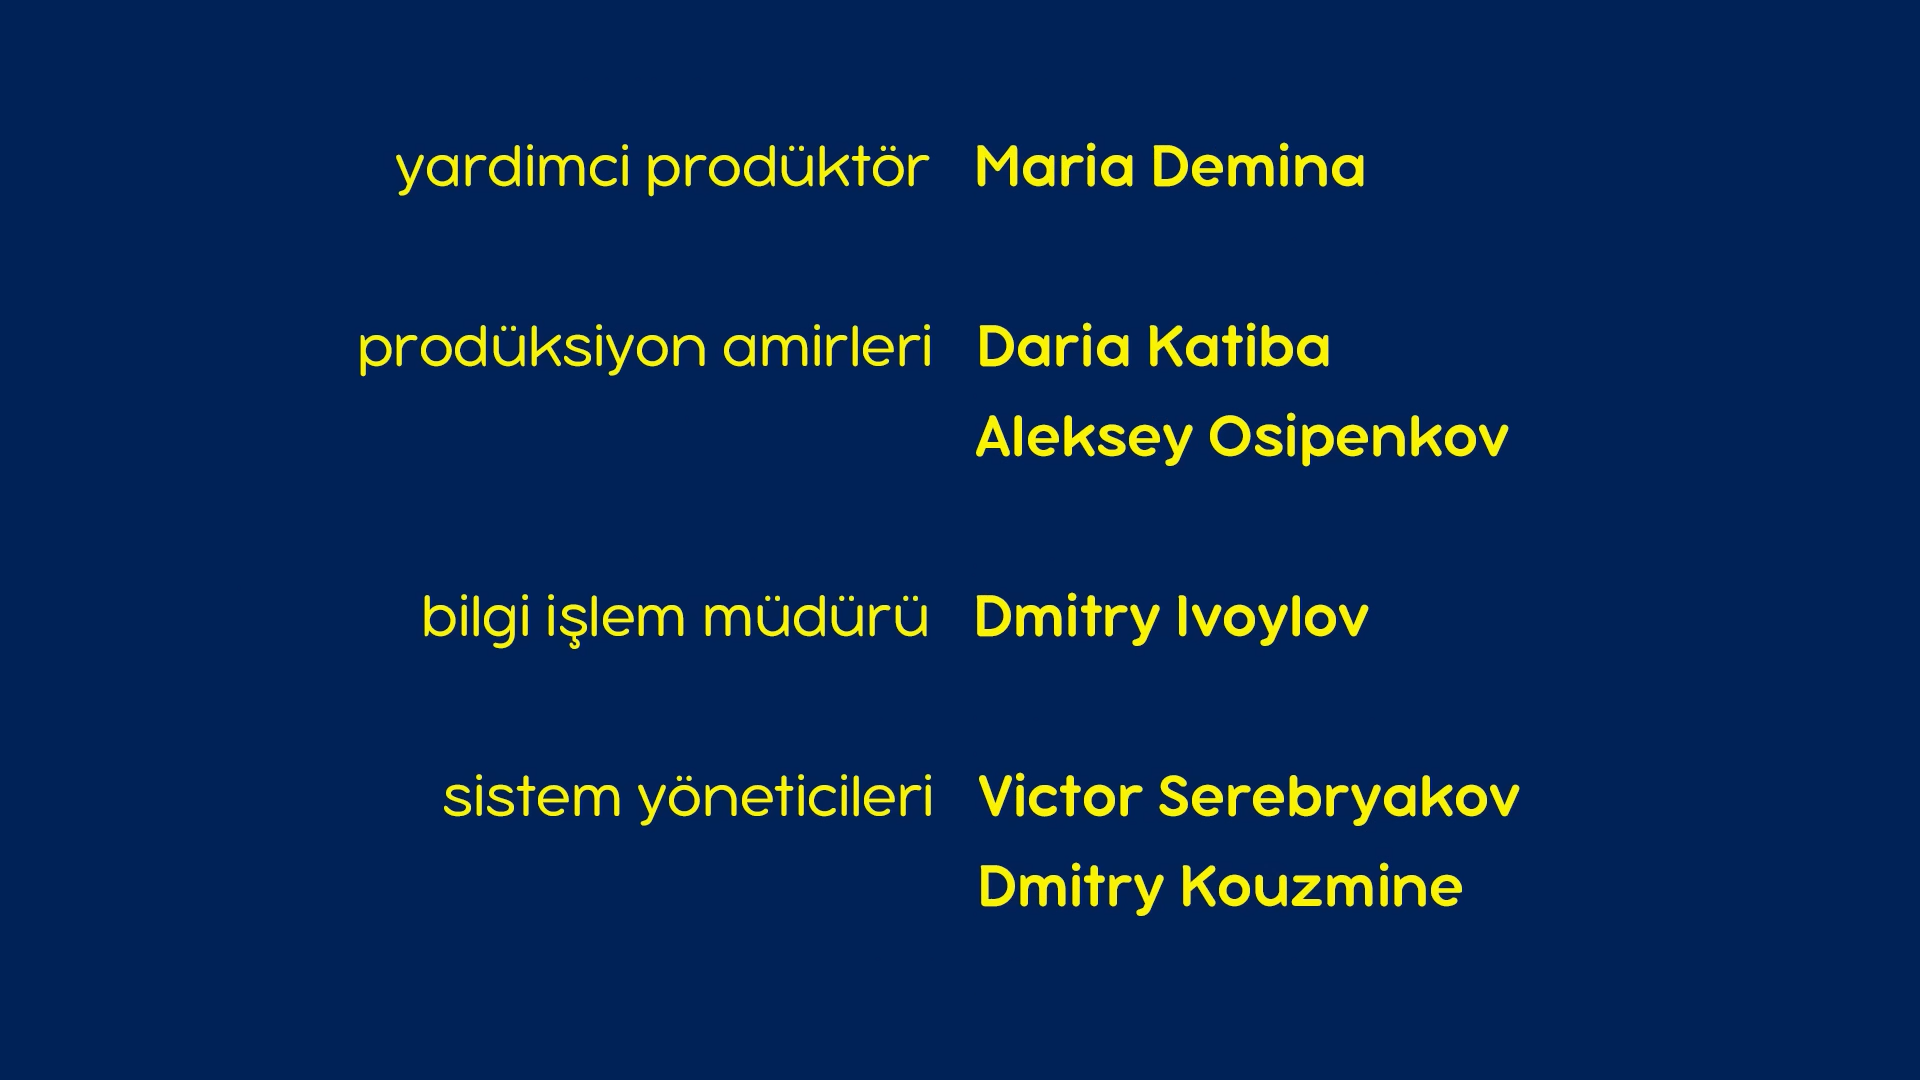 yardimci prodüktör Maria Demina
prodüksiyon amirleri Daria Katiba
Aleksey Osipenkov
bilgi işlem müdürü Dmitry Ivoylov
sistem yöneticileri Victor Serebryakov
Dmitry Kouzmine